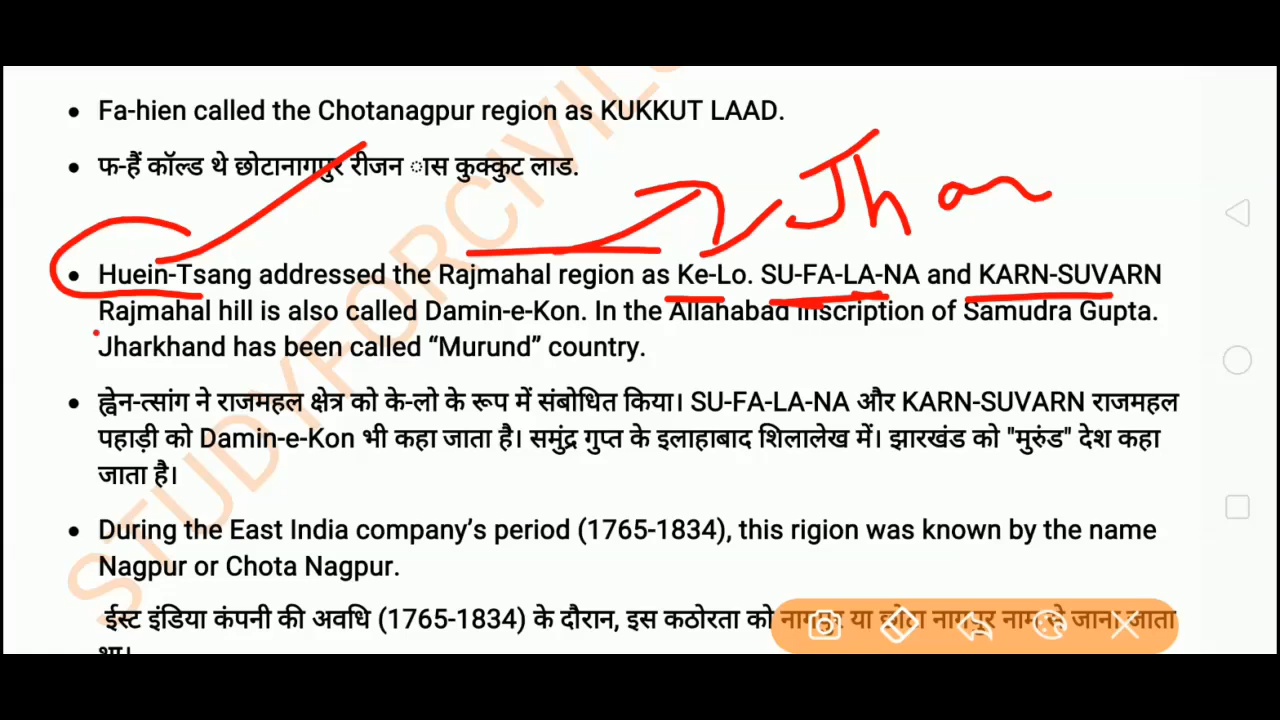 Fa-hien called the Chotanagpur region as KUKKUT LAAD.
फ-हैं कॉल्ड थे छोटानागपुर रीजन ास कुक्कुट लाड.
Jhar
Huein-Tsang addressed the Rajmahal region as Ke-Lo. SU-FA-LA-NA and KARN-SUVARN
Rajmahal hill is also called Damin-e-Kon. In the Allahabad inscription of Samudra Gupta.
Jharkhand has been called “Murund” country.
ह्वेन-त्सांग ने राजमहल क्षेत्र को के-लो के रूप में संबोधित किया। SU-FA-LA-NA और KARN-SUVARN राजमहल
पहाड़ी को Damin-e-Kon भी कहा जाता है। समुंद्र गुप्त के इलाहाबाद शिलालेख में। झारखंड को "मुरुंड" देश कहा
जाता है।
During the East India company’s period (1765-1834), this rigion was known by the name
Nagpur or Chota Nagpur.
ईस्ट इंडिया कंपनी की अवधि (1765-1834) के दौरान, इस कठोरता को नागपुर या छोटा नागपुर नाम से जाना जाता
था।